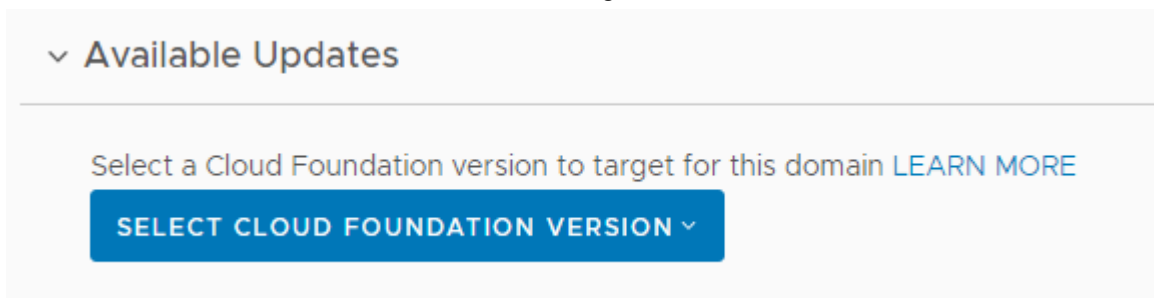 Available Updates
Select a Cloud Foundation version to target for this domain LEARN MORE
SELECT CLOUD FOUNDATION VERSION